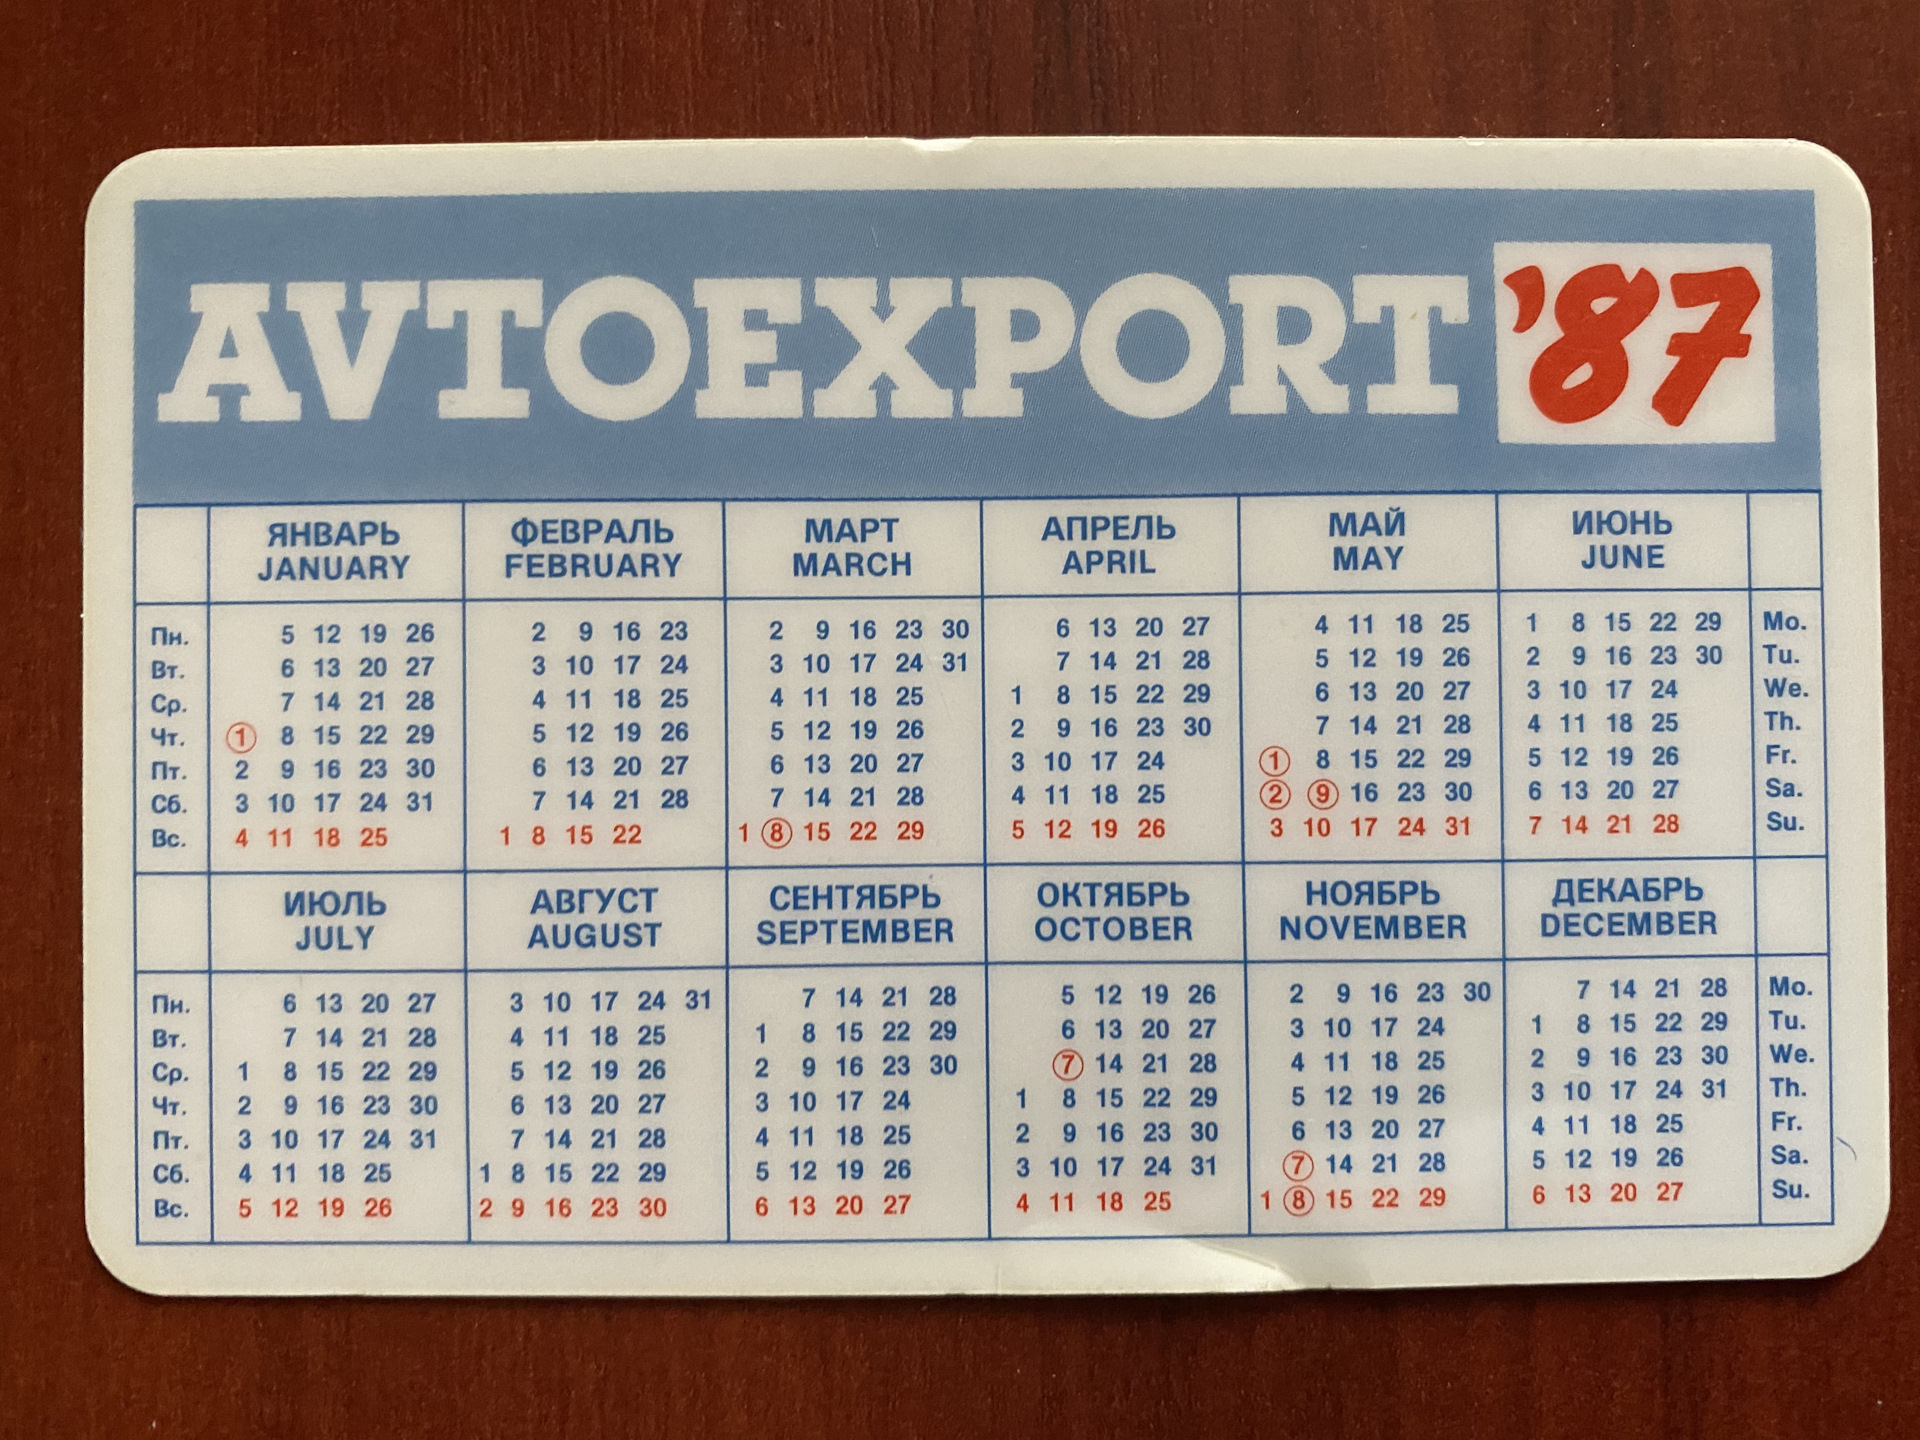 AVTOEXPORT '87
ЯНВАРЬ ФЕВРАЛЬ МАРТ АПРЕЛЬ МАЙ ИЮНЬ
JANUARY FEBRUARY MARCH APRIL MAY JUNE
Пн. 5 12 19 26 2 9 16 23 2 9 16 23 30 6 13 20 27 4 11 18 25 1 8 15 22 29 Mo.
Вт. 6 13 20 27 3 10 17 24 3 10 17 24 31 7 14 21 28 5 12 19 26 2 9 16 23 30 Tu.
Ср. 7 14 21 28 4 11 18 25 4 11 18 25 1 8 15 22 29 6 13 20 27 3 10 17 24 We.
Чт. 1 8 15 22 29 5 12 19 26 5 12 19 26 2 9 16 23 30 7 14 21 28 4 11 18 25 Th.
Пт. 2 9 16 23 30 6 13 20 27 6 13 20 27 3 10 17 24 1 8 15 22 29 5 12 19 26 Fr.
Сб. 3 10 17 24 31 7 14 21 28 7 14 21 28 4 11 18 25 2 9 16 23 30 6 13 20 27 Sa.
Вс. 4 11 18 25 1 8 15 22 1 8 15 22 29 5 12 19 26 3 10 17 24 31 7 14 21 28 Su.
ИЮЛЬ АВГУСТ СЕНТЯБРЬ ОКТЯБРЬ НОЯБРЬ ДЕКАБРЬ
JULY AUGUST SEPTEMBER OCTOBER NOVEMBER DECEMBER
Пн. 6 13 20 27 3 10 17 24 31 7 14 21 28 5 12 19 26 2 9 16 23 30 7 14 21 28 Mo.
Вт. 7 14 21 28 4 11 18 25 1 8 15 22 29 6 13 20 27 3 10 17 24 1 8 15 22 29 Tu.
Ср. 1 8 15 22 29 5 12 19 26 2 9 16 23 30 7 14 21 28 4 11 18 25 2 9 16 23 30 We.
Чт. 2 9 16 23 30 6 13 20 27 3 10 17 24 1 8 15 22 29 5 12 19 26 3 10 17 24 31 Th.
Пт. 3 10 17 24 31 7 14 21 28 4 11 18 25 2 9 16 23 30 6 13 20 27 4 11 18 25 Fr.
Сб. 4 11 18 25 1 8 15 22 29 5 12 19 26 3 10 17 24 31 7 14 21 28 5 12 19 26 Sa.
Вс. 5 12 19 26 2 9 16 23 30 6 13 20 27 4 11 18 25 1 8 15 22 29 6 13 20 27 Su.